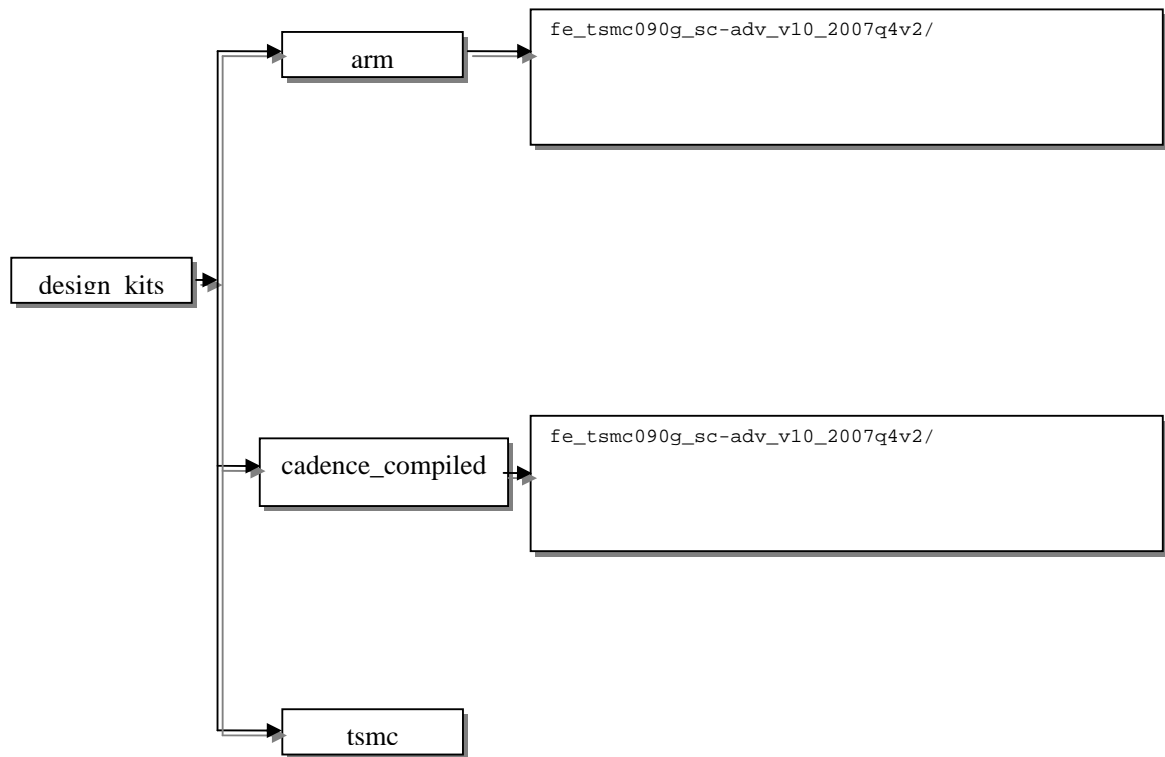 fe_tsmc090g_sc-adv_v10_2007q4v2/
arm
design_kits
fe_tsmc090g_sc-adv_v10_2007q4v2/
cadence_compiled
tsmc